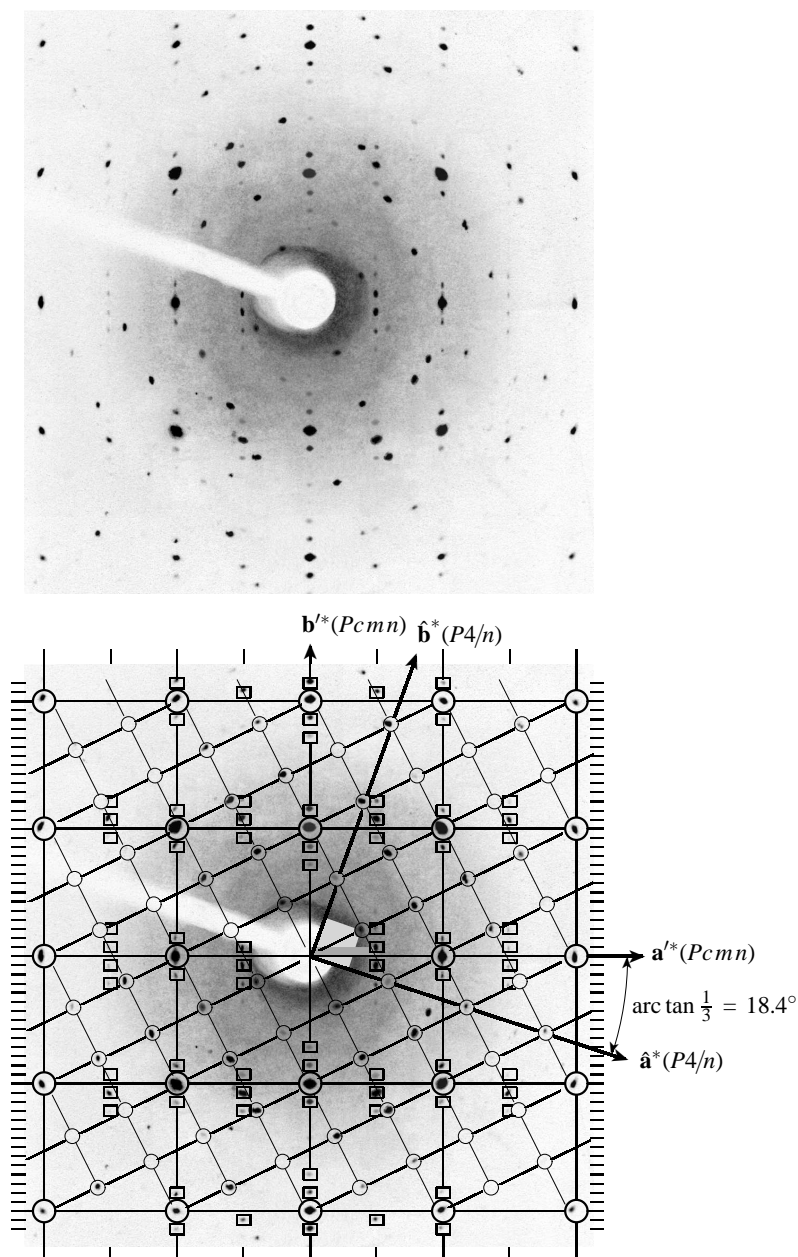 b′*(Pcmn) b̂*(P4/n)
a′*(Pcmn)
arc tan 1/3 = 18.4°
â*(P4/n)